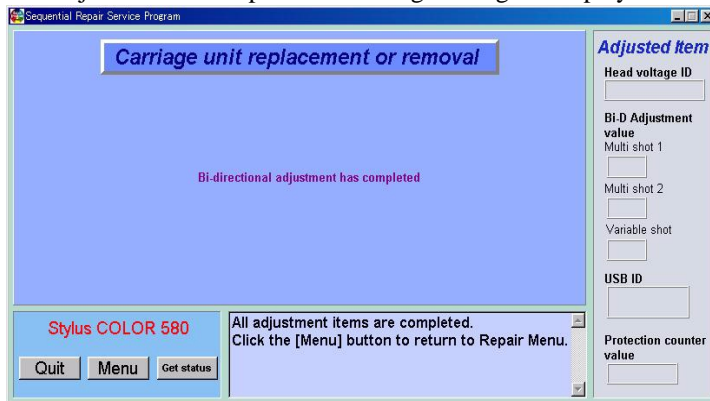 Sequential Repair Service Program
Carriage unit replacement or removal
Bi-directional adjustment has completed
Stylus COLOR 580
Quit
Menu
Get status
All adjustment items are completed.
Click the [Menu] button to return to Repair Menu.
Adjusted Item
Head voltage ID
Bi-D Adjustment
value
Multi shot 1
Multi shot 2
Variable shot
USB ID
Protection counter
value